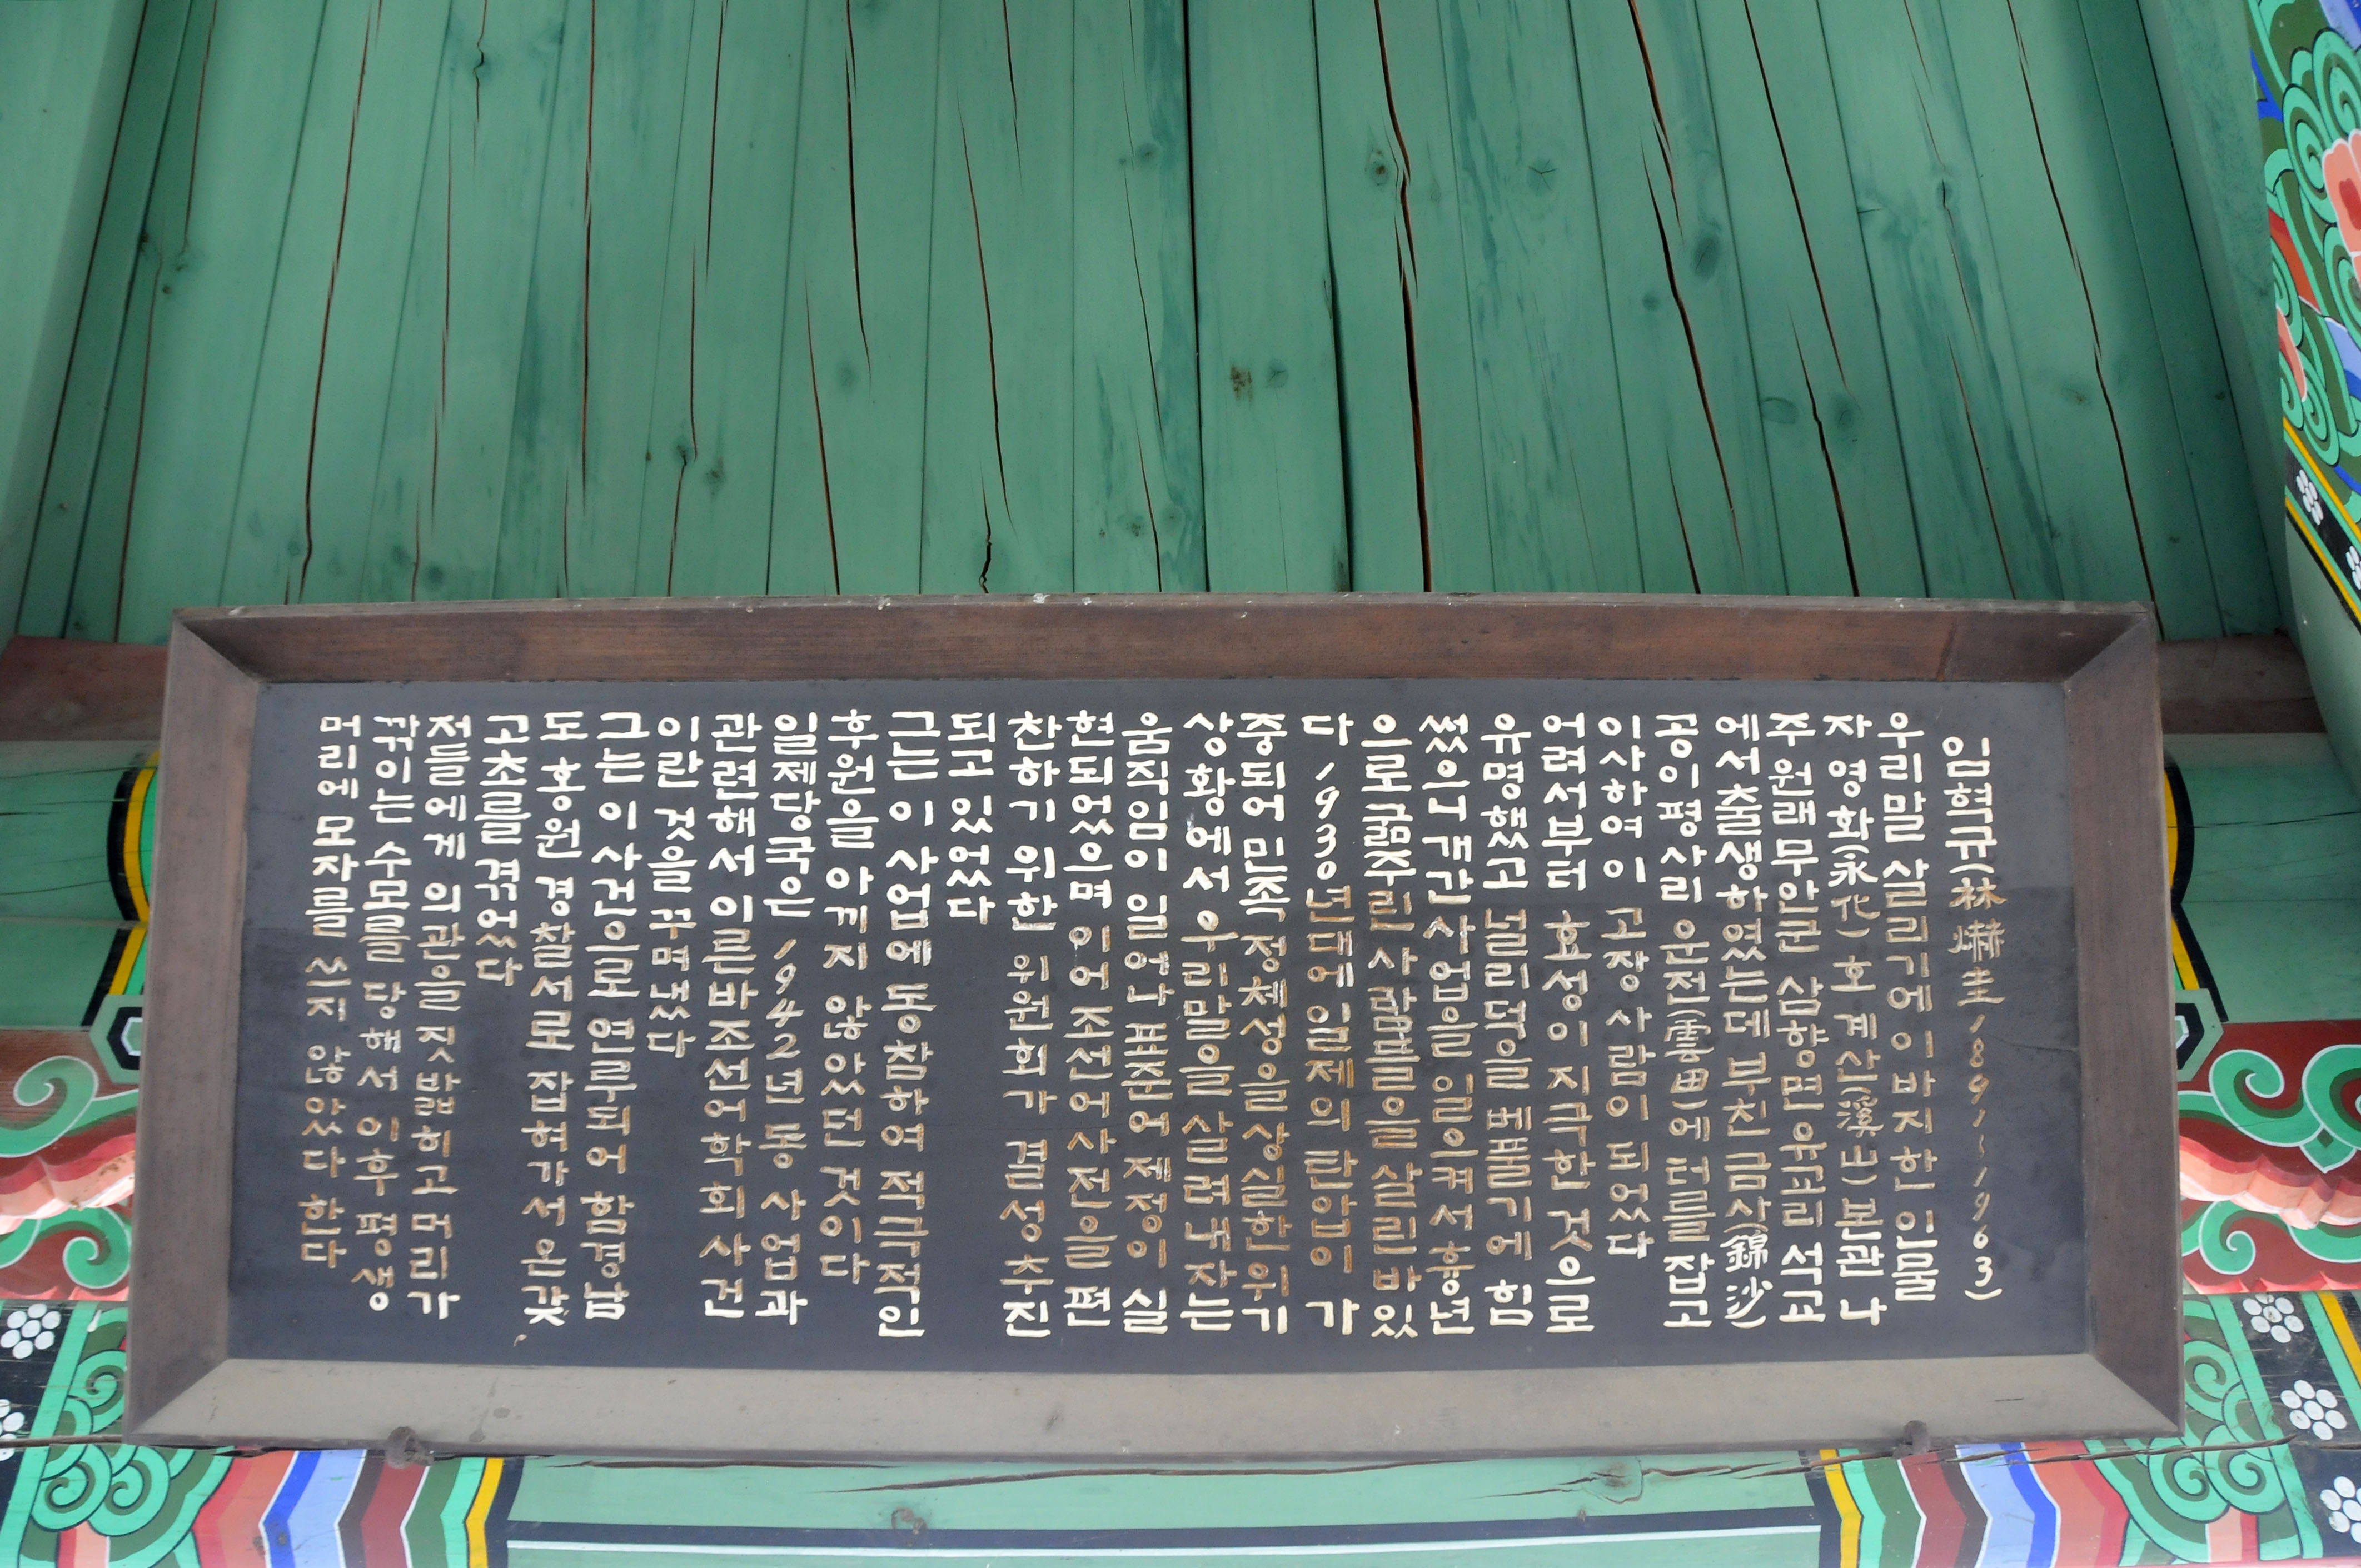 임혁규(林爀圭 1891~1963)
우리말 살리기에 이바지한 인물
자 영화(永化) 호 계산(溪山) 본관 나
주 원래 무안군 삼향면 유교리 석교
에서 출생하였는데 부친 금사(錦沙)
공이 평사리 운전(雲田)에 터를 잡고
이사하여 이 고장 사람이 되었다
어려서부터 효성이 지극한 것으로
유명했고 널리 덕을 베풀기에 힘
썼으니 개간사업을 일으켜서 흉년
으로 굶주린 사람들을 살린 바 있
다 1930년대에 일제의 탄압이 가
중되어 민족 정체성을 상실한 위기
상황에서 우리말을 살려내자는
움직임이 일어나 표준어 제정이 실
현되었으며 이어 조선어사전을 편
찬하기 위한 위원회가 결성 추진
되고 있었다
그는 이 사업에 동참하여 적극적인
후원을 아끼지 않았던 것이다
일제당국은 1942년 동 사업과
관련해서 이른바 조선어학회 사건
이란 것을 꾸며냈다
그는 이 사건으로 연루되어 함경남
도 홍원 경찰서로 잡혀가서 온갖
고초를 겪었다
저들에게 의관을 짓밟히고 머리가
깎이는 수모를 당해서 이후 평생
머리에 모자를 쓰지 않았다 한다